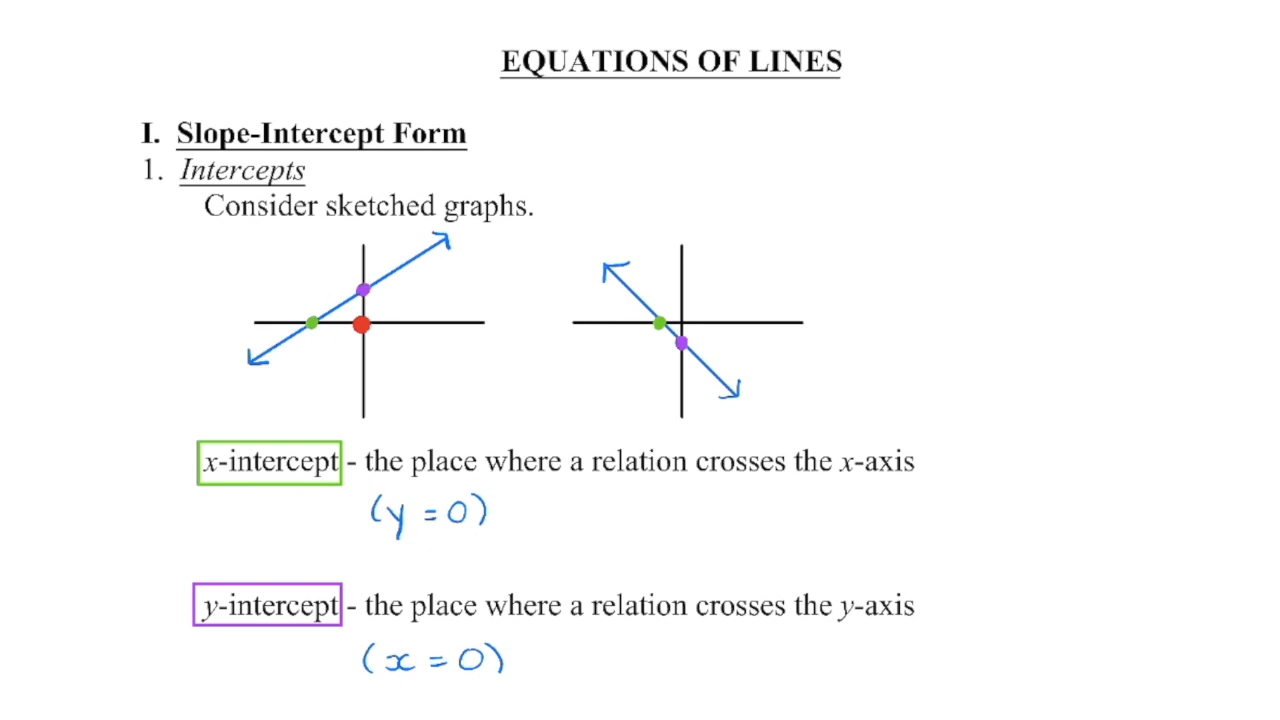 EQUATIONS OF LINES
I. Slope-Intercept Form
1. Intercepts
Consider sketched graphs.
x-intercept - the place where a relation crosses the x-axis
(y = 0)
y-intercept - the place where a relation crosses the y-axis
(x = 0)